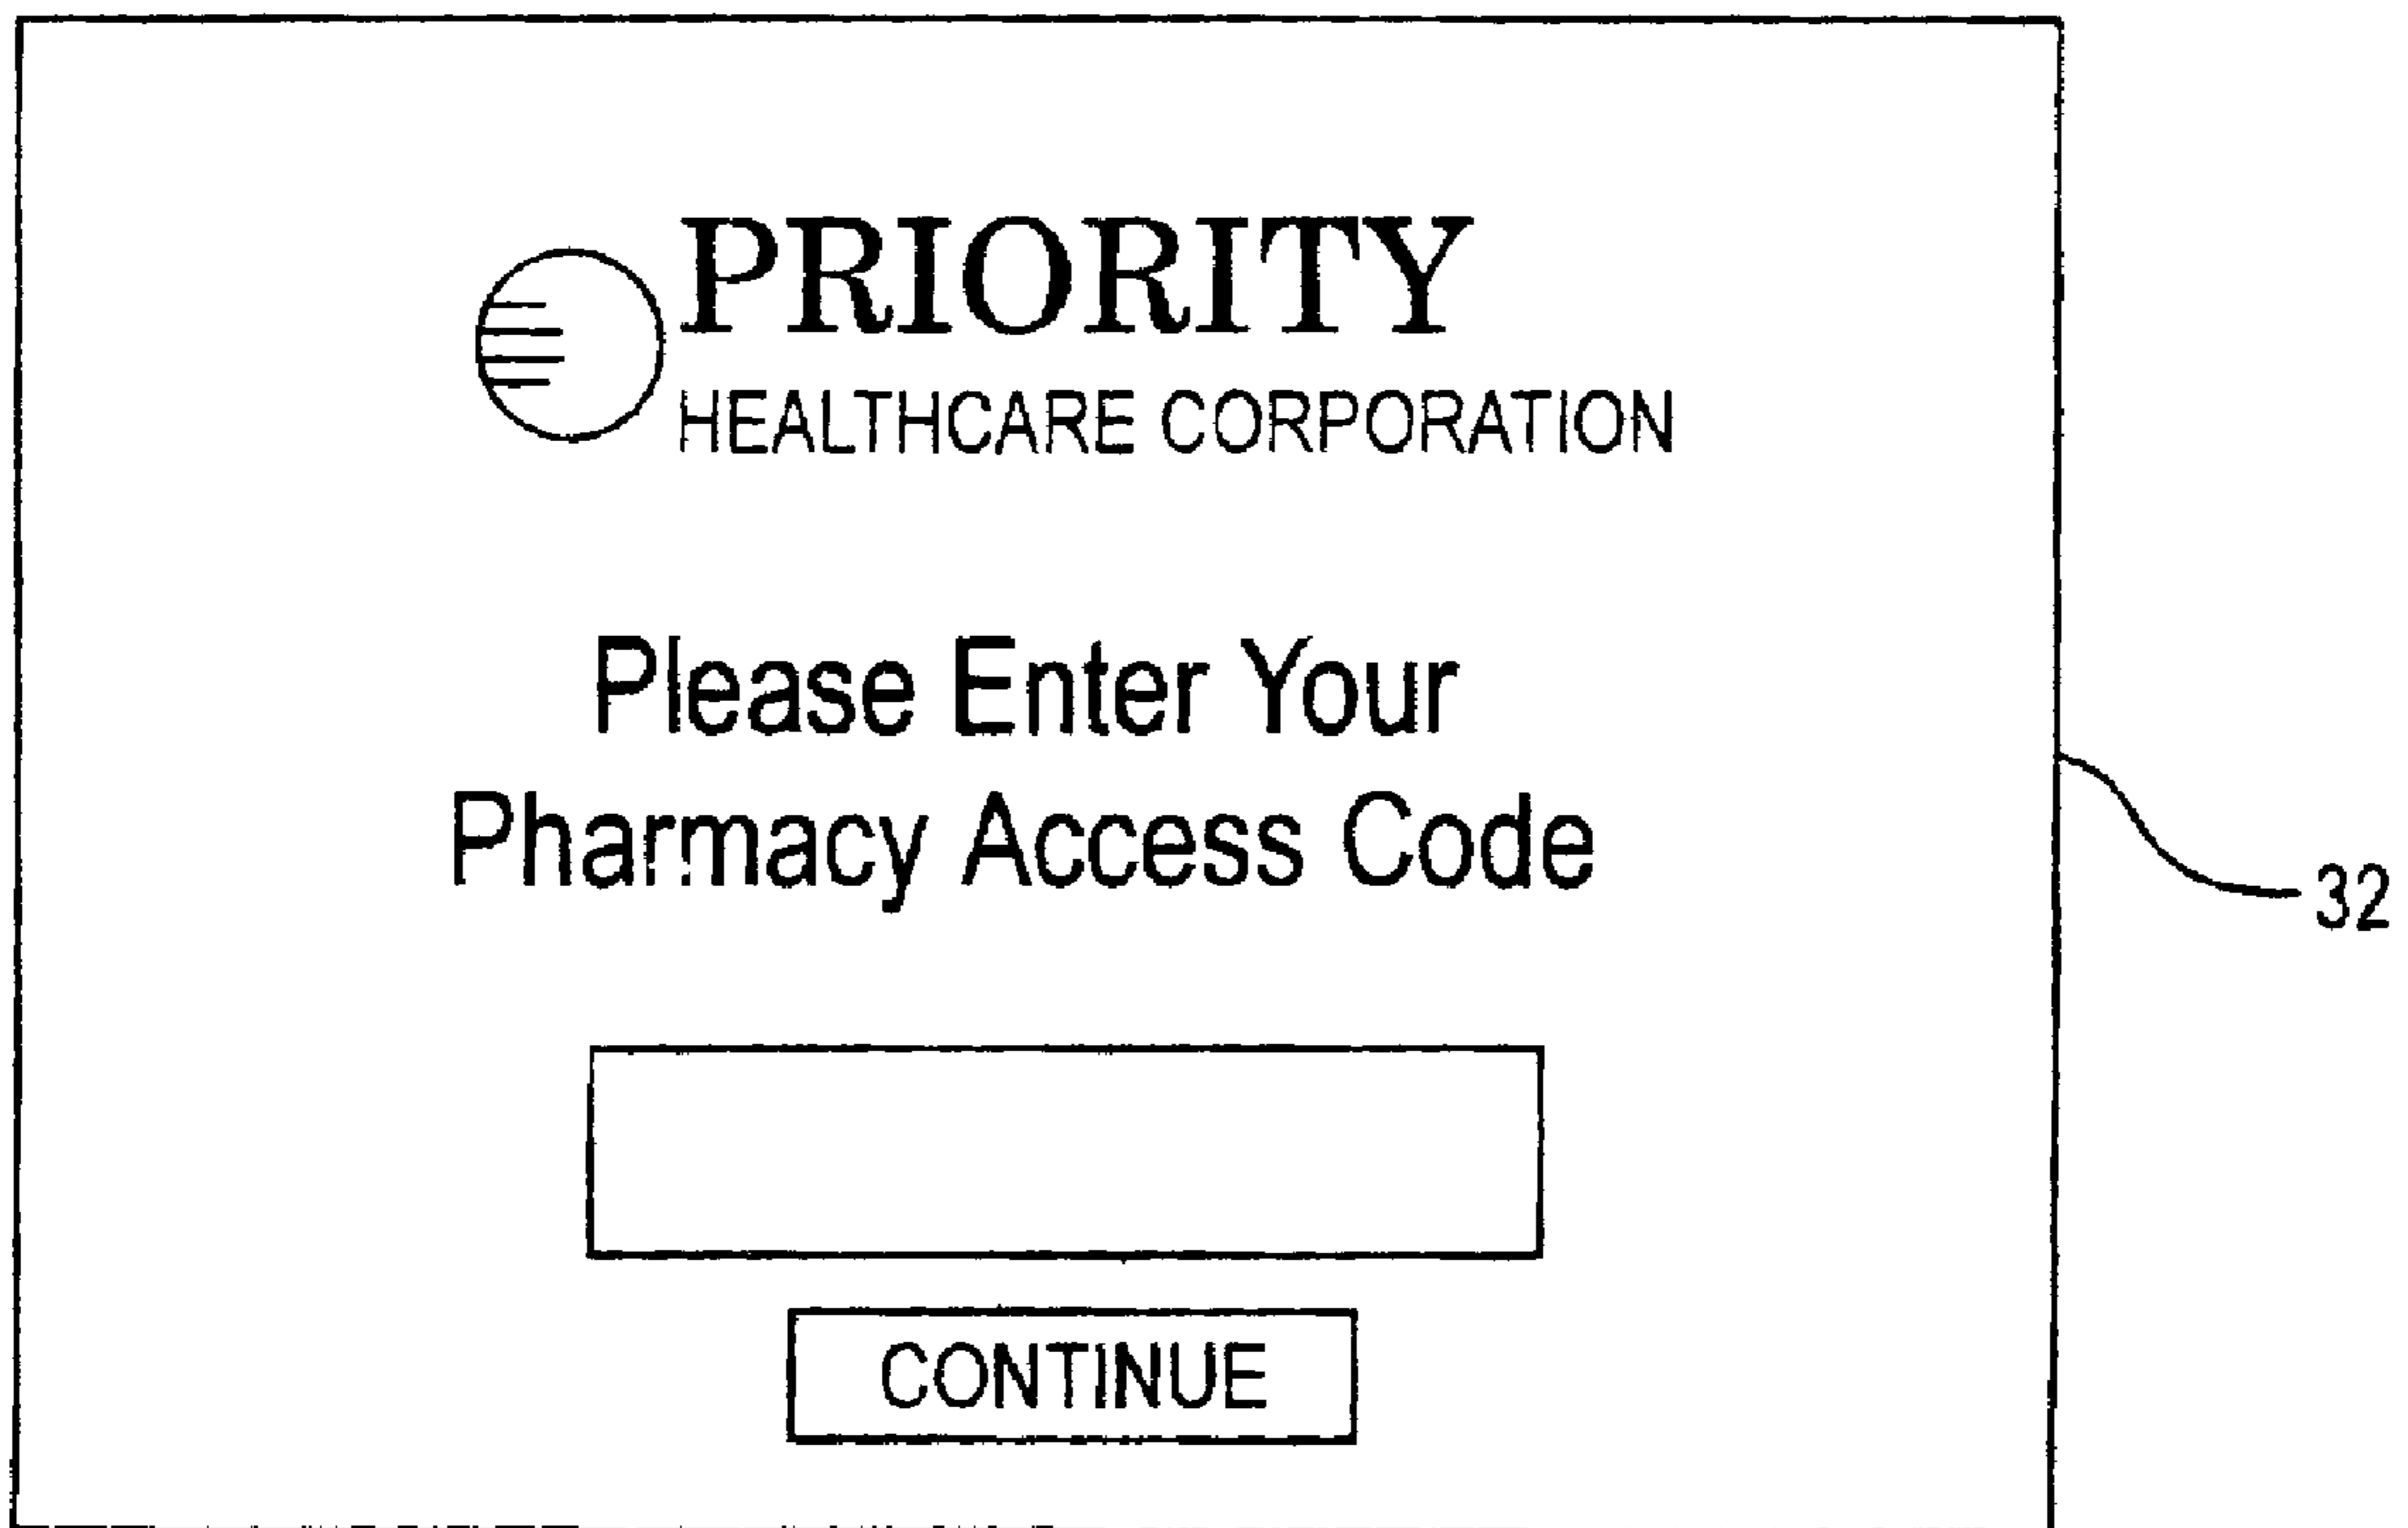 PRIORITY
HEALTHCARE CORPORATION
Please Enter Your
Pharmacy Access Code
32
CONTINUE